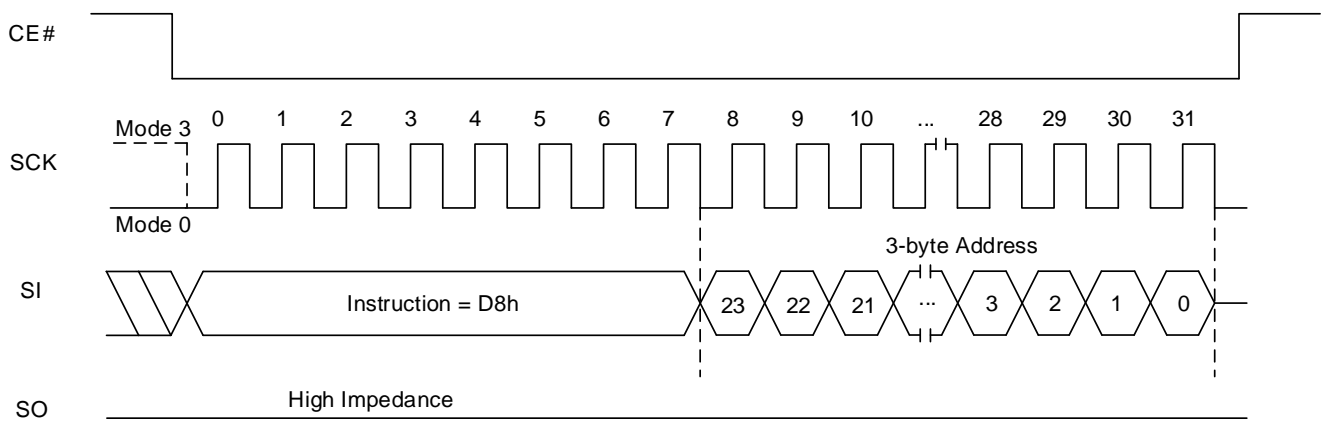 CE#
Mode 3
0 1 2 3 4 5 6 7 8 9 10 ... 28 29 30 31
SCK
Mode 0
3-byte Address
SI
Instruction = D8h
23 22 21 ... 3 2 1 0
High Impedance
SO